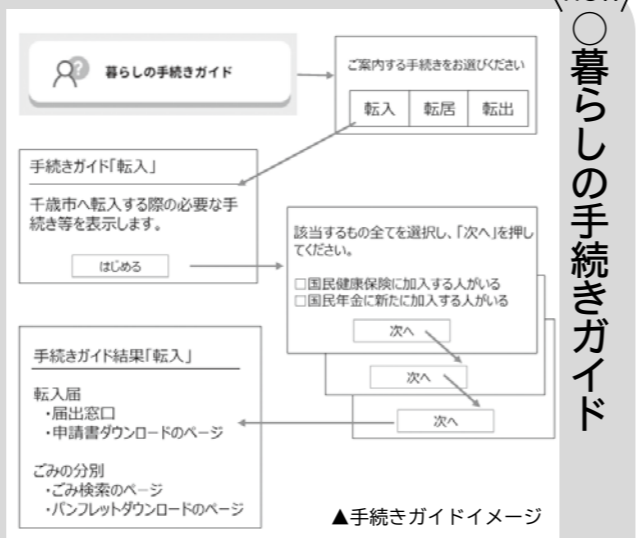 ○暮らしの手続きガイド
暮らしの手続きガイド
ご案内する手続きをお選びください
転入 転居 転出
手続きガイド「転入」
千歳市へ転入する際の必要な手
続き等を表示します。
はじめる
該当するもの全てを選択し、「次へ」を押し
てください。
□国民健康保険に加入する人がいる
□国民年金に新たに加入する人がいる
次へ
次へ
次へ
手続きガイド結果「転入」
転入届
・届出窓口
・申請書ダウンロードのページ
ごみの分別
・ごみ検索のページ
・パンフレットダウンロードのページ
▲手続きガイドイメージ